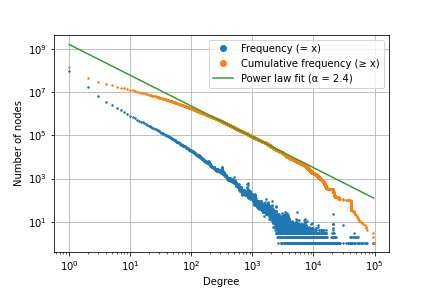 Frequency (= x)
Cumulative frequency (≥ x)
Power law fit (α = 2.4)
Number of nodes
10⁹
10⁷
10⁵
10³
10¹
10⁰ 10¹ 10² 10³ 10⁴ 10⁵
Degree